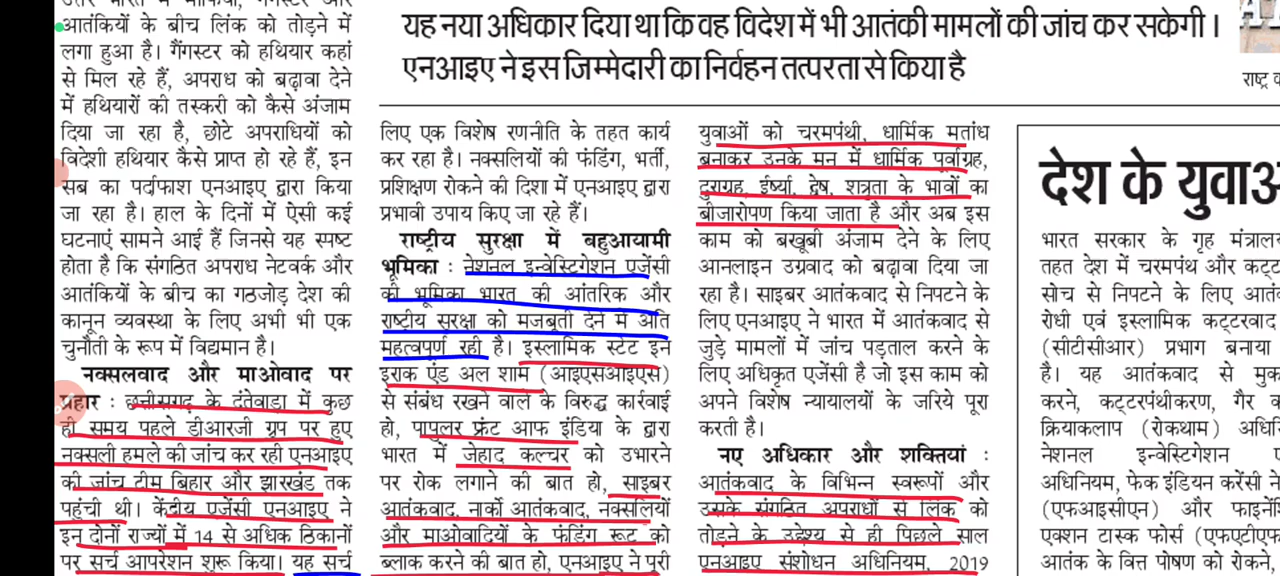 यह नया अधिकार दिया था कि वह विदेश में भी आतंकी मामलों की जांच कर सकेगी ।
एनआइए ने इस जिम्मेदारी का निर्वहन तत्परता से किया है
आतंकियों के बीच लिंक को तोड़ने में
लगा हुआ है। गैंगस्टर को हथियार कहां
से मिल रहे हैं, अपराध को बढ़ावा देने
में हथियारों की तस्करी को कैसे अंजाम
दिया जा रहा है, छोटे अपराधियों को
विदेशी हथियार कैसे प्राप्त हो रहे हैं, इन
सब का पर्दाफाश एनआइए द्वारा किया
जा रहा है। हाल के दिनों में ऐसी कई
घटनाएं सामने आई हैं जिनसे यह स्पष्ट
होता है कि संगठित अपराध नेटवर्क और
आतंकियों के बीच का गठजोड़ देश की
कानून व्यवस्था के लिए अभी भी एक
चुनौती के रूप में विद्यमान है।
नक्सलवाद और माओवाद पर
प्रहार : छत्तीसगढ़ के दंतेवाड़ा में कुछ
ही समय पहले डीआरजी ग्रुप पर हुए
नक्सली हमले की जांच कर रही एनआइए
की जांच टीम बिहार और झारखंड तक
पहुंची थी। केंद्रीय एजेंसी एनआइए ने
इन दोनों राज्यों में 14 से अधिक ठिकानों
पर सर्च आपरेशन शुरू किया। यह सर्च
लिए एक विशेष रणनीति के तहत कार्य
कर रहा है। नक्सलियों की फंडिंग, भर्ती,
प्रशिक्षण रोकने की दिशा में एनआइए द्वारा
प्रभावी उपाय किए जा रहे हैं।
राष्ट्रीय सुरक्षा में बहुआयामी
भूमिका : नेशनल इन्वेस्टिगेशन एजेंसी
की भूमिका भारत की आंतरिक और
राष्ट्रीय सुरक्षा को मजबूती देने में अति
महत्वपूर्ण रही है। इस्लामिक स्टेट इन
इराक एंड अल शाम (आइएसआइएस)
से संबंध रखने वाले के विरुद्ध कार्रवाई
हो, पापुलर फ्रंट आफ इंडिया के द्वारा
भारत में जेहाद कल्चर को उभारने
पर रोक लगाने की बात हो, साइबर
आतंकवाद, नार्को आतंकवाद, नक्सलियों
और माओवादियों के फंडिंग रूट को
ब्लाक करने की बात हो, एनआइए ने पूरी
युवाओं को चरमपंथी, धार्मिक मतांध
बनाकर उनके मन में धार्मिक पूर्वाग्रह,
दुराग्रह, ईर्ष्या, द्वेष, शत्रुता के भावों का
बीजारोपण किया जाता है और अब इस
काम को बखूबी अंजाम देने के लिए
आनलाइन उग्रवाद को बढ़ावा दिया जा
रहा है। साइबर आतंकवाद से निपटने के
लिए एनआइए ने भारत में आतंकवाद से
जुड़े मामलों में जांच पड़ताल करने के
लिए अधिकृत एजेंसी है जो इस काम को
अपने विशेष न्यायालयों के जरिये पूरा
करती है।
नए अधिकार और शक्तियां :
आतंकवाद के विभिन्न स्वरूपों और
उसके संगठित अपराधों से लिंक को
तोड़ने के उद्देश्य से ही पिछले साल
एनआइए संशोधन अधिनियम, 2019
राष्ट्र
देश के
भारत सरकार के गृह
तहत देश में चरमपंथ और
सोच से निपटने के लिए
रोधी एवं इस्लामिक कट्टरवाद
(सीटीसीआर) प्रभाग बनाया
है। यह आतंकवाद से
करने, कट्टरपंथीकरण, गैर
क्रियाकलाप (रोकथाम)
नेशनल इन्वेस्टिगेशन
अधिनियम, फेक इंडियन करेंसी
(एफआइसीएन) और
एक्शन टास्क फोर्स
आतंक के वित्त पोषण को रोकने,